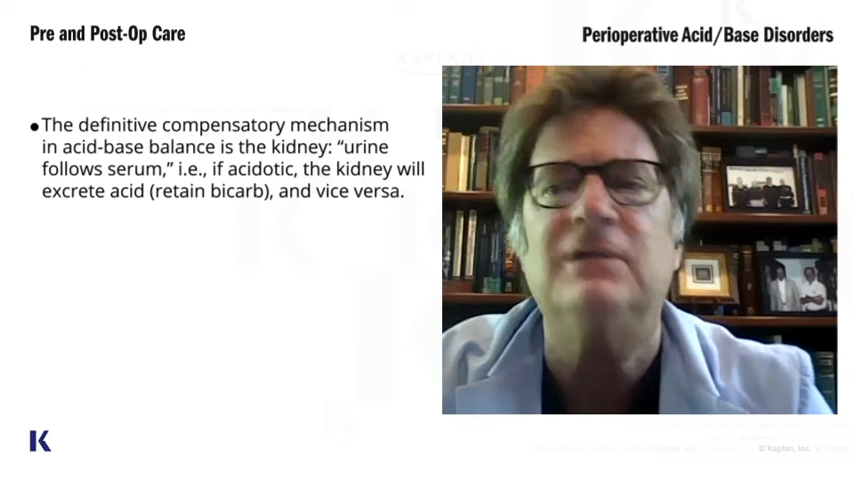 Pre and Post-Op Care
Perioperative Acid/Base Disorders
•The definitive compensatory mechanism
in acid-base balance is the kidney: “urine
follows serum,” i.e., if acidotic, the kidney will
excrete acid (retain bicarb), and vice versa.
K
© Kaplan, Inc.